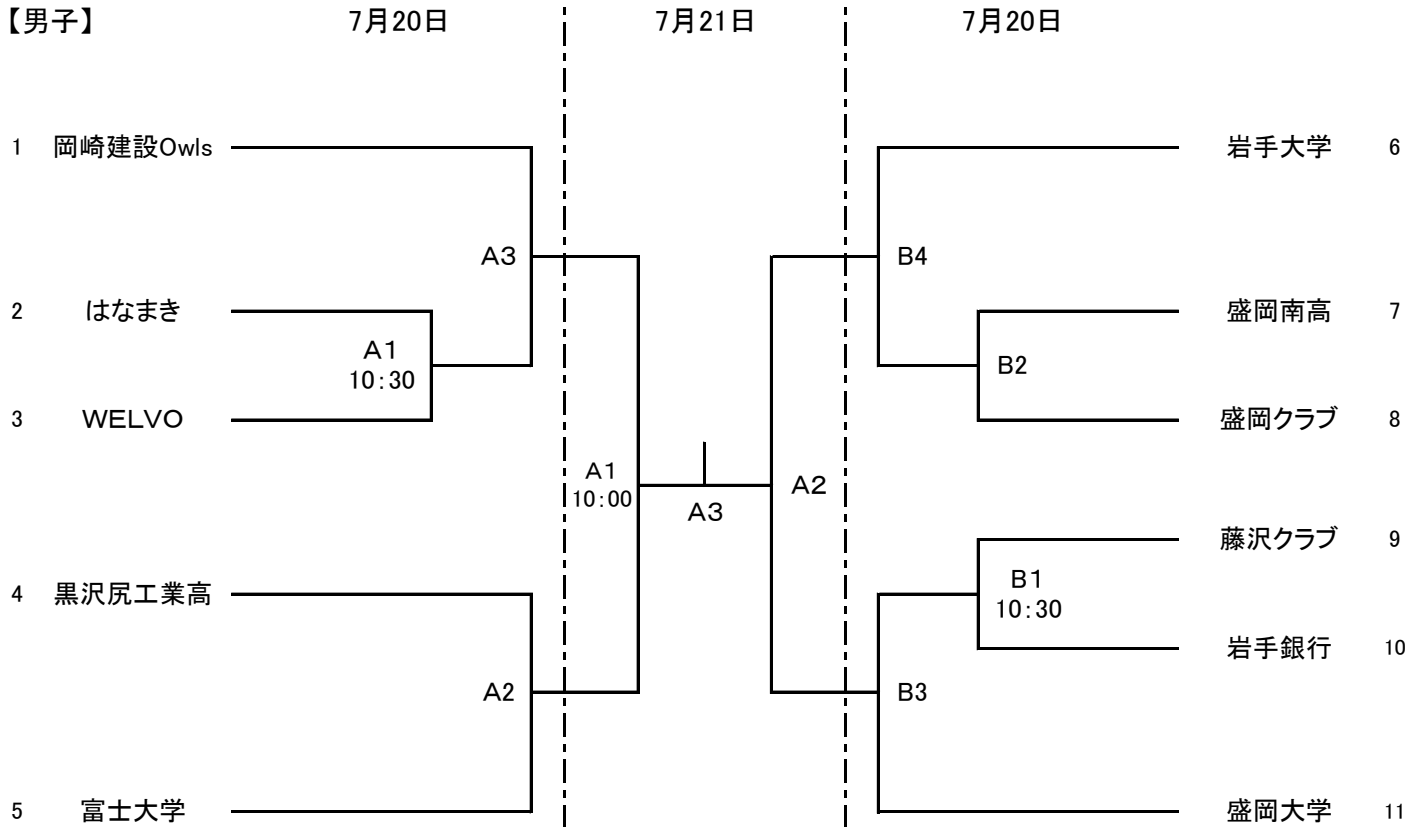 【男子】 7月20日 7月21日 7月20日
1 岡崎建設Owls 岩手大学 6
A3 B4
2 はなまき 盛岡南高 7
A1
10:30
B2
3 WELVO 盛岡クラブ 8
A1
10:00
A2
A3
藤沢クラブ 9
4 黒沢尻工業高
B1
10:30
岩手銀行 10
A2 B3
5 富士大学 盛岡大学 11